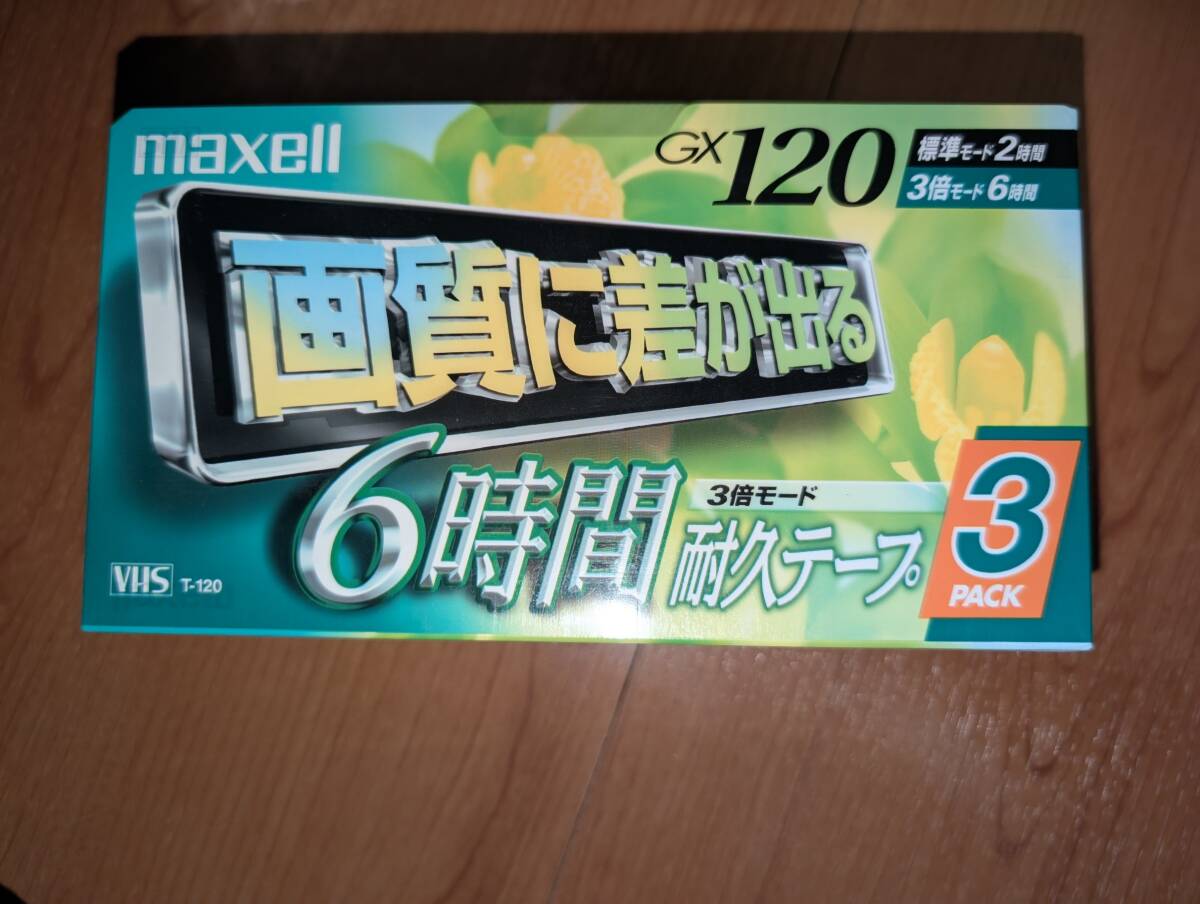 maxell
GX120
標準モード2時間
3倍モード6時間
画質に差が出る
6時間
3倍モード
耐久テープ
3
PACK
VHS T-120